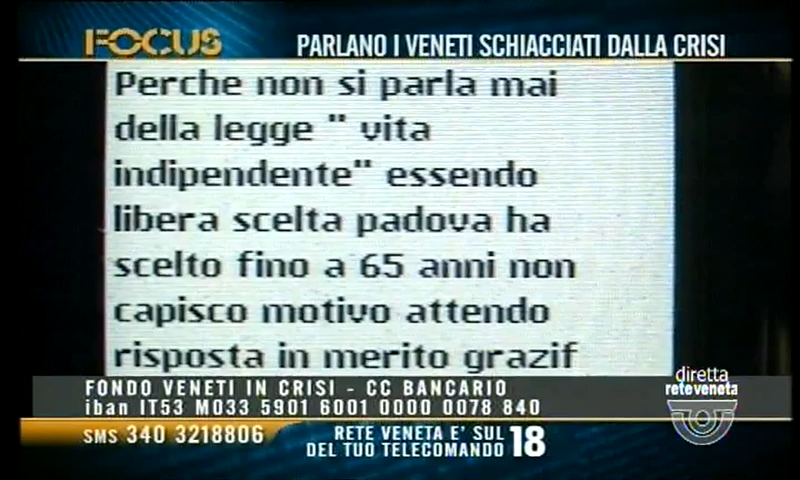 FOCUS
PARLANO I VENETI SCHIACCIATI DALLA CRISI
Perche non si parla mai
della legge " vita
indipendente" essendo
libera scelta padova ha
scelto fino a 65 anni non
capisco motivo attendo
risposta in merito grazif
FONDO VENETI IN CRISI - CC BANCARIO
iban IT53 M033 5901 6001 0000 0078 840
diretta
reteveneta
SMS 340 3218806
RETE VENETA E' SUL 18
DEL TUO TELECOMANDO